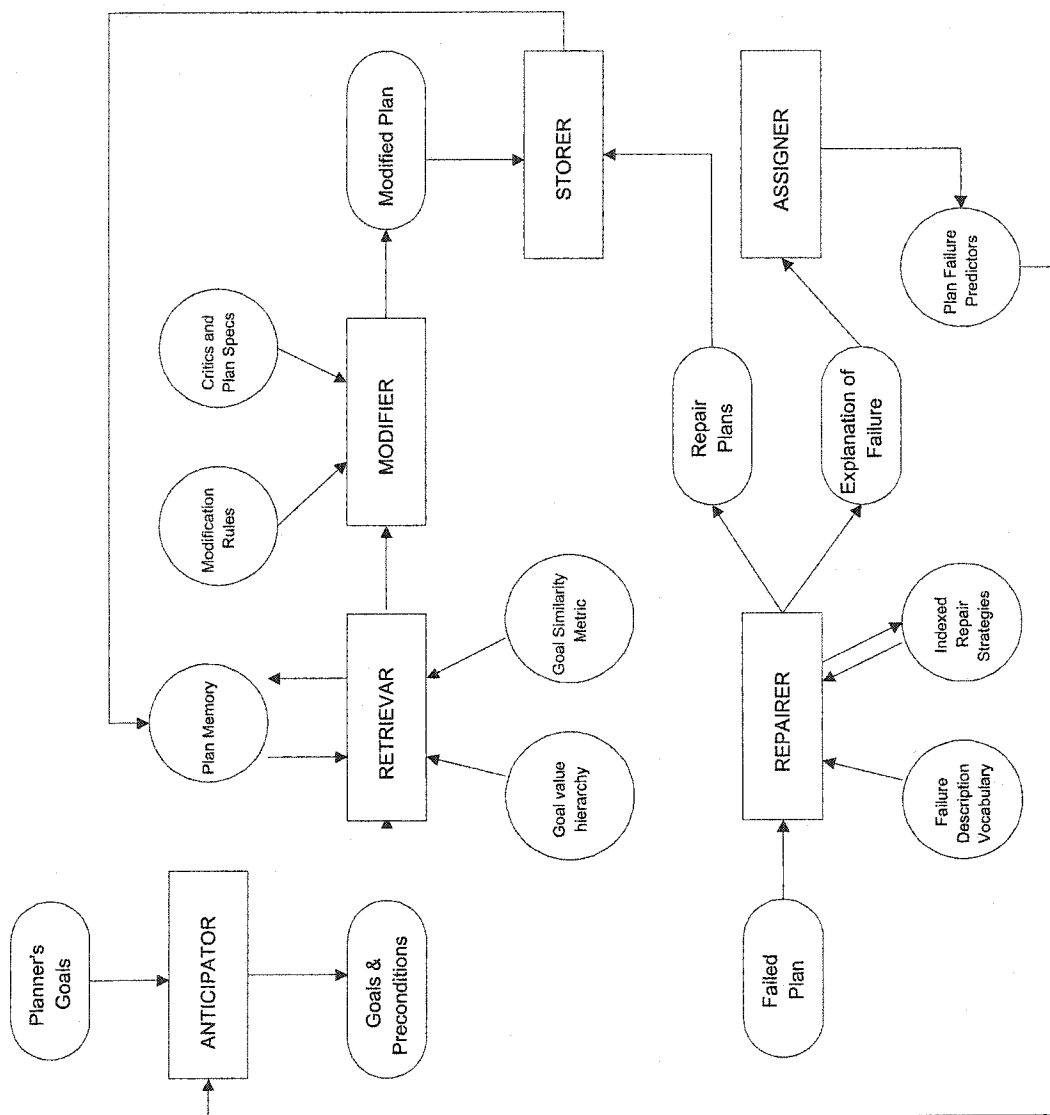 Planner's
Goals
ANTICIPATOR
Goals &
Preconditions
Plan Memory
RETRIEVAR
Goal value
hierarchy
Goal Similarity
Metric
Modification
Rules
Critics and
Plan Specs
MODIFIER
Modified Plan
STORER
Failed
Plan
REPAIRER
Failure
Description
Vocabulary
Indexed
Repair
Strategies
Repair
Plans
Explanation of
Failure
ASSIGNER
Plan Failure
Predictors